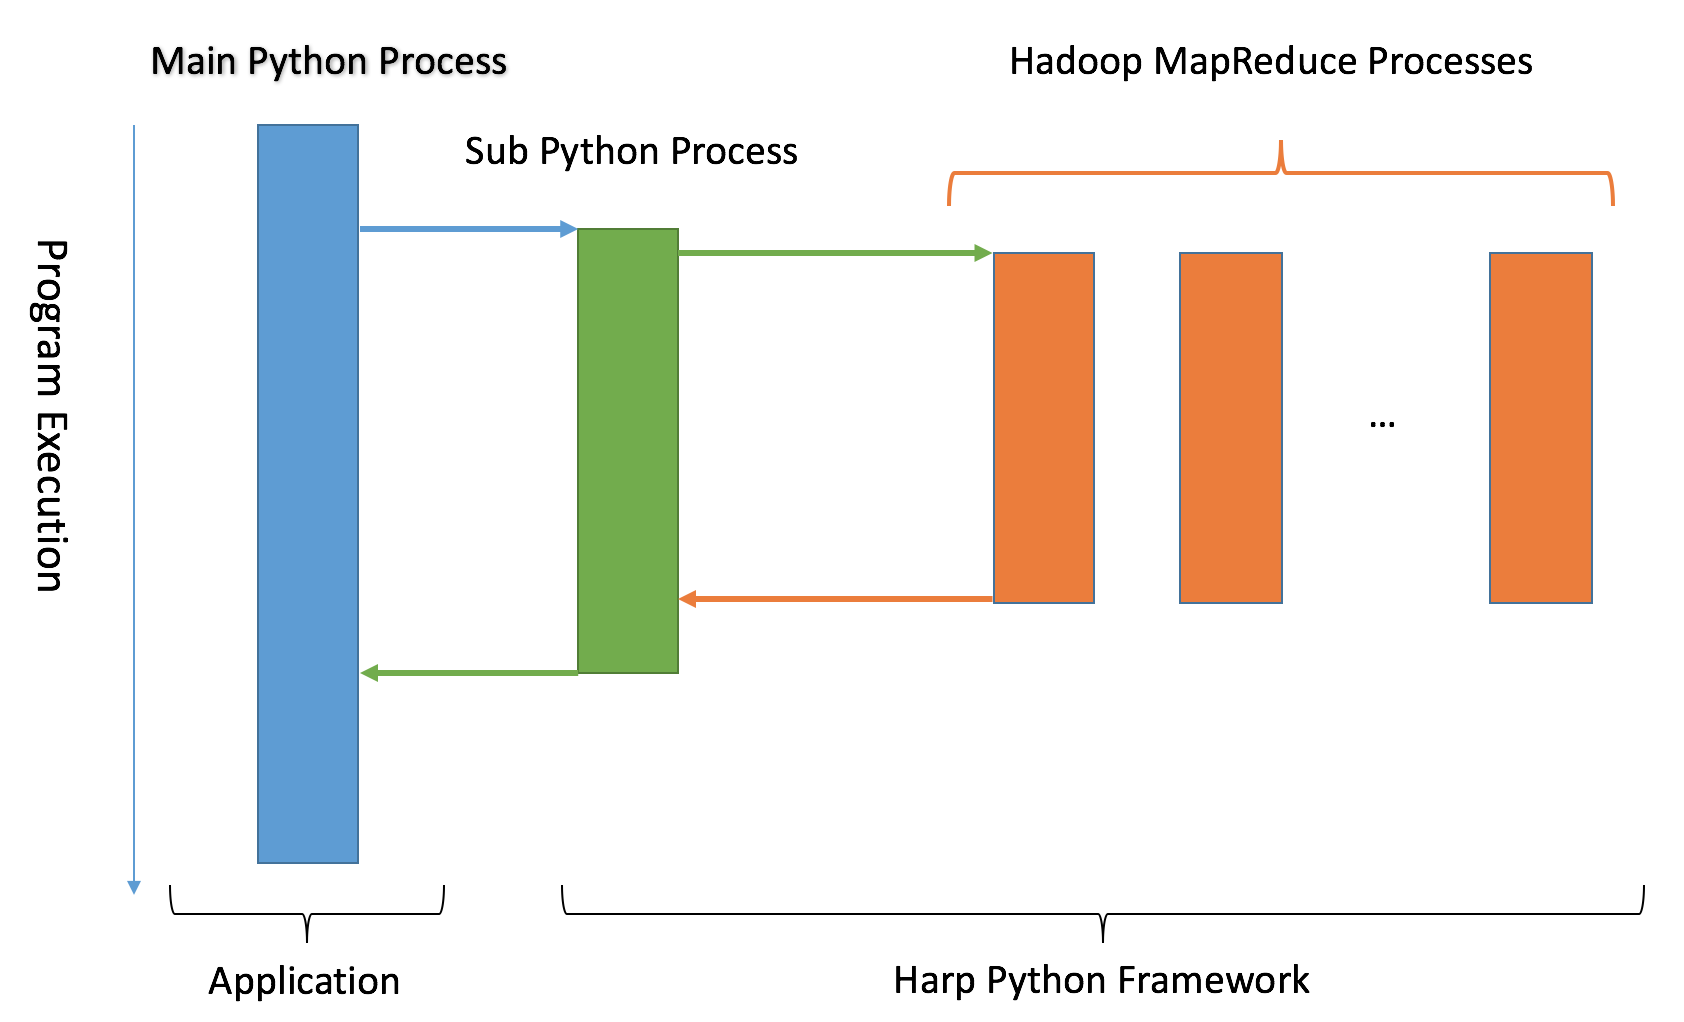 Main Python Process
Hadoop MapReduce Processes
Sub Python Process
Program Execution
...
Application
Harp Python Framework